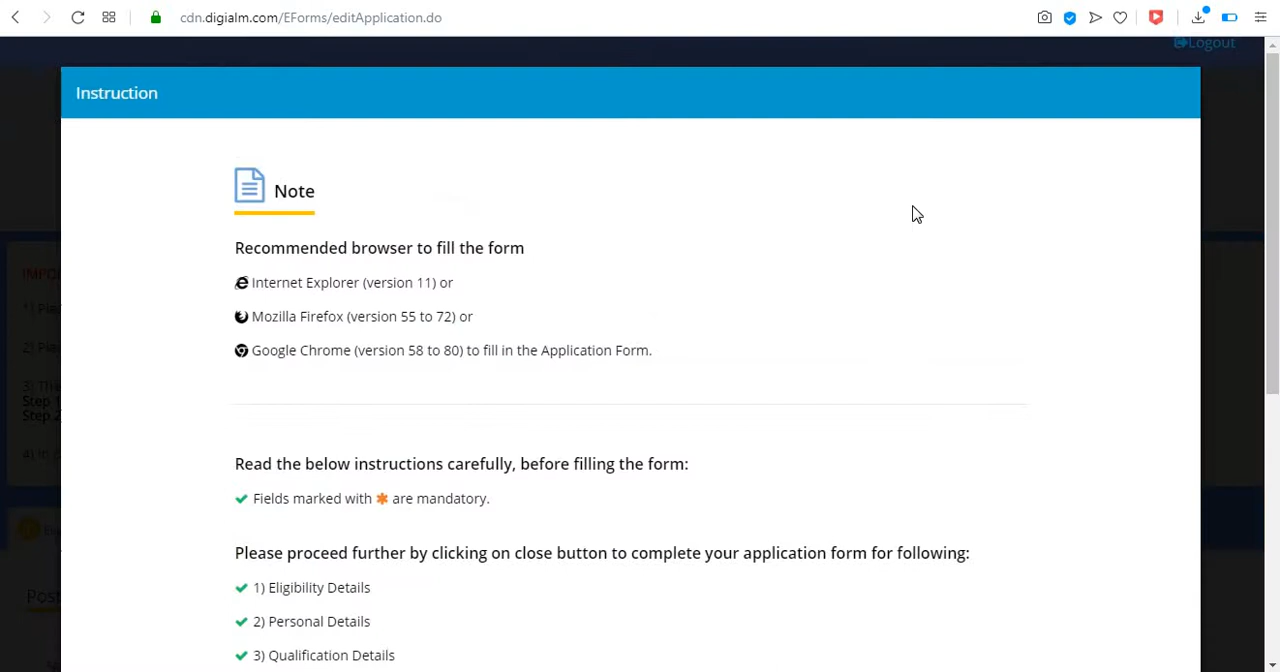 cdn.digialm.com/EForms/editApplication.do
Logout
Instruction
Note
Recommended browser to fill the form
Internet Explorer (version 11) or
Mozilla Firefox (version 55 to 72) or
Google Chrome (version 58 to 80) to fill in the Application Form.
Step
Step
Read the below instructions carefully, before filling the form:
Fields marked with * are mandatory.
Please proceed further by clicking on close button to complete your application form for following:
1) Eligibility Details
2) Personal Details
3) Qualification Details